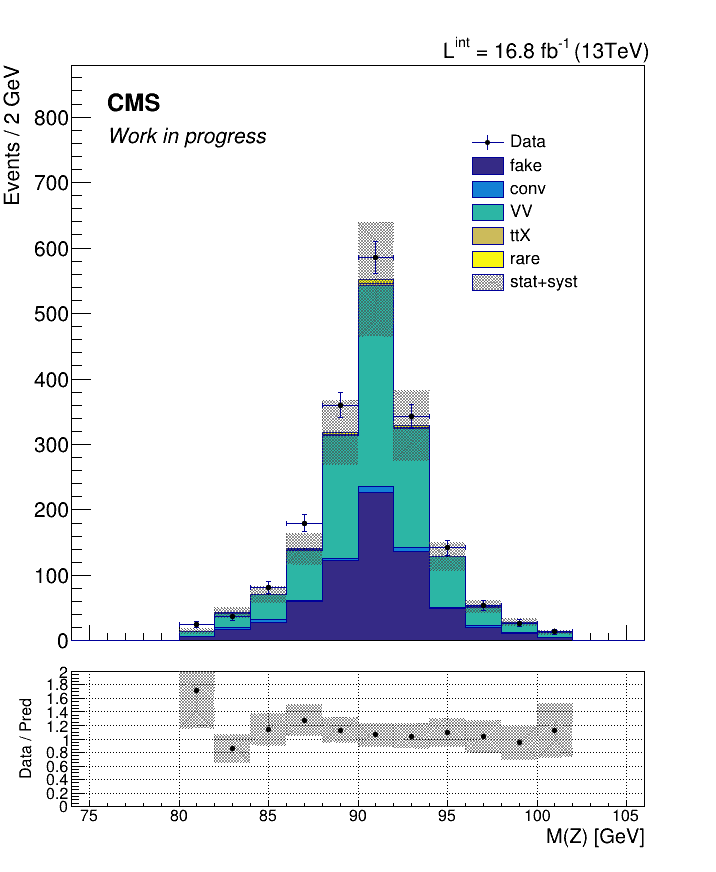 L^int = 16.8 fb^-1 (13TeV)
Events / 2 GeV
CMS
Work in progress
Data
fake
conv
VV
ttX
rare
stat+syst
800
700
600
500
400
300
200
100
0
Data / Pred
2
1.8
1.6
1.4
1.2
1
0.8
0.6
0.4
0.2
0
75 80 85 90 95 100 105
M(Z) [GeV]